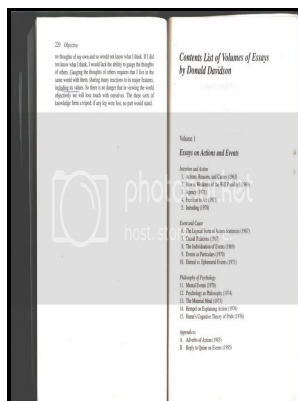 220 Objective
no thoughts of my own and so would not know what I think. If I did
not know what I think, I would lack the ability to gauge the thoughts
of others. Gauging the thoughts of others requires that I live in the
same world with them, sharing many reactions to its major features,
including its values. So there is no danger that in viewing the world
objectively we will lose touch with ourselves. The three sorts of
knowledge form a tripod: if any leg were lost, no part would stand.
Contents List of Volumes of Essays
by Donald Davidson
Volume 1
Essays on Actions and Events
Intention and Action
1. Actions, Reasons, and Causes (1963)
2. How is Weakness of the Will Possible? (1969)
3. Agency (1971)
4. Freedom to Act (1973)
5. Intending (1978)
Event and Cause
6. The Logical Form of Action Sentences (1967)
7. Causal Relations (1967)
8. The Individuation of Events (1969)
9. Events as Particulars (1970)
10. Eternal vs. Ephemeral Events (1971)
Philosophy of Psychology
11. Mental Events (1970)
12. Psychology as Philosophy (1974)
13. The Material Mind (1973)
14. Hempel on Explaining Action (1976)
15. Hume's Cognitive Theory of Pride (1976)
Appendices
A. Adverbs of Action (1985)
B. Reply to Quine on Events (1985)
photobucket